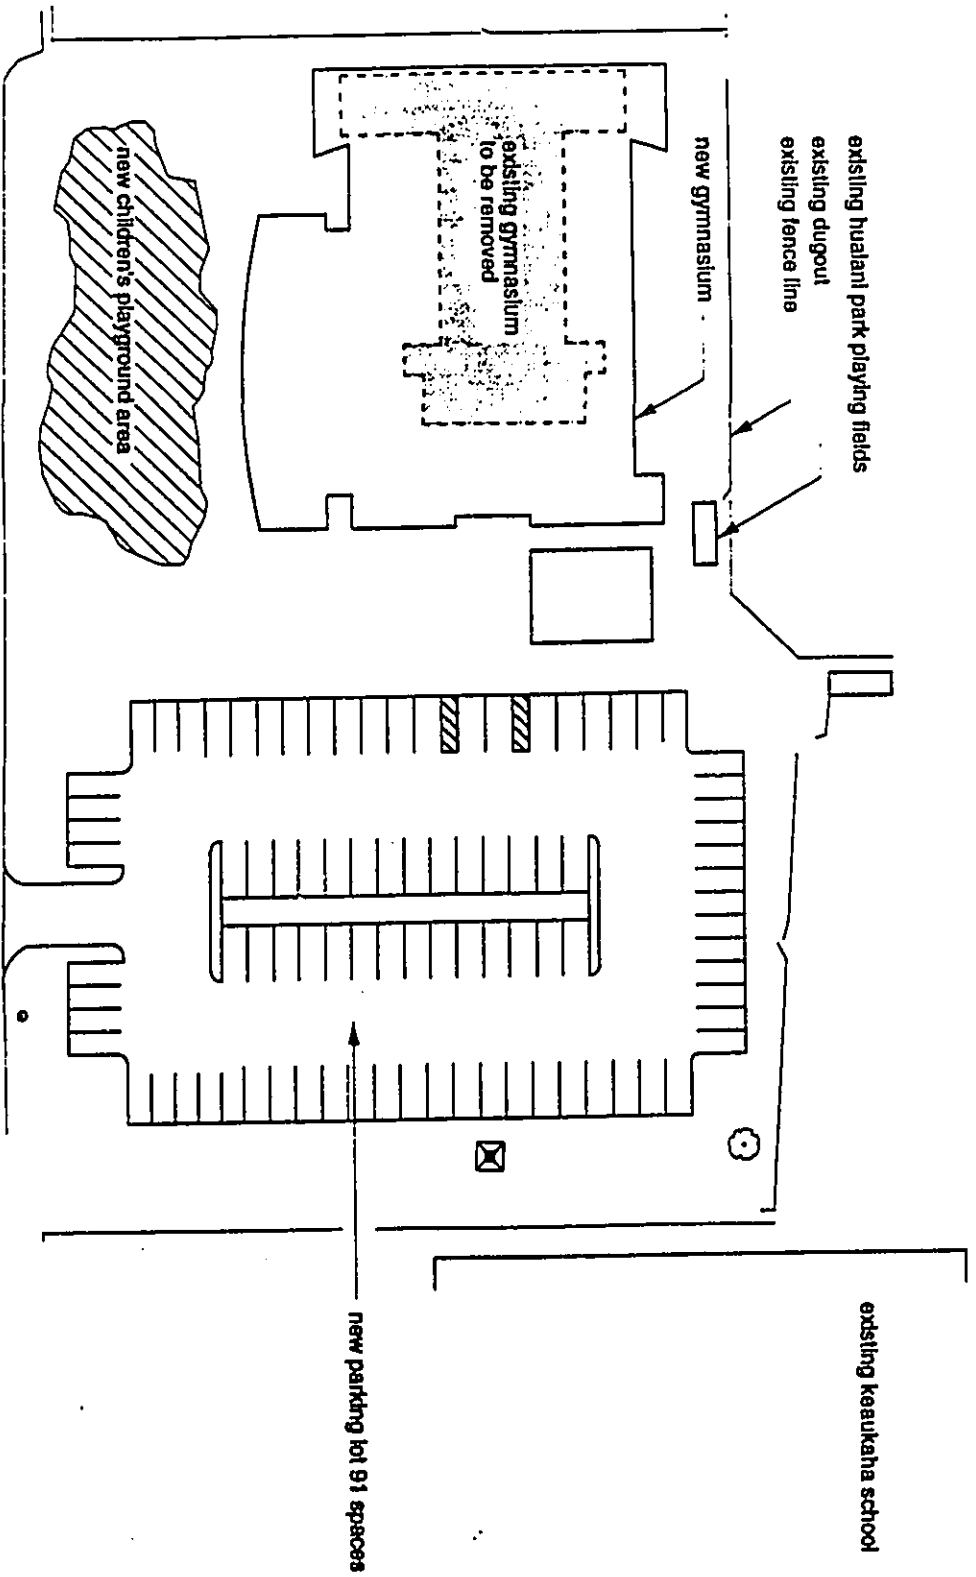 existing hualani park playing fields
existing dugout
existing fence line
new gymnasium
existing gymnasium
to be removed
new children's playground area
new parking lot 91 spaces
existing keaukaha school